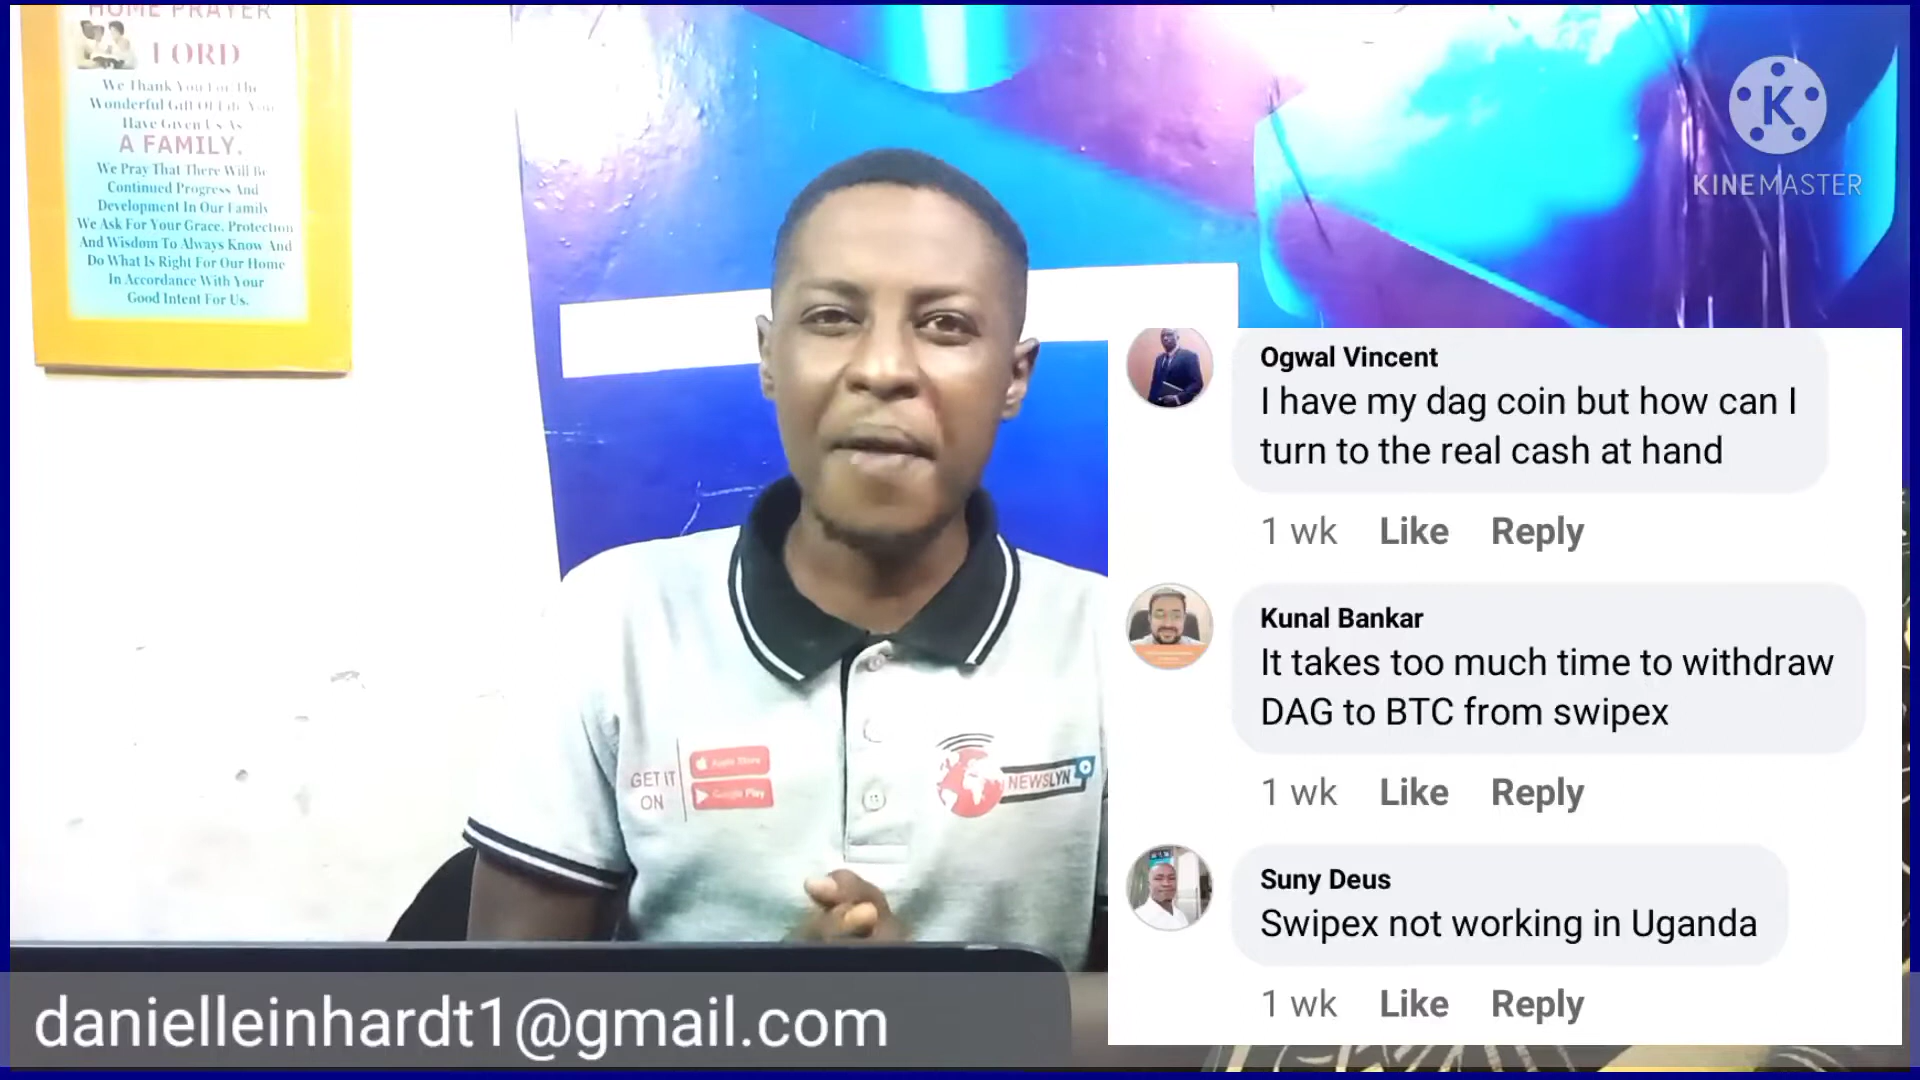 HOME PRAYER
LORD
We Thank You For The
Wonderful Gift Of Life You
Have Given Us As
A FAMILY.
We Pray That There Will Be
Continued Progress And
Development In Our Family
We Ask For Your Grace, Protection
And Wisdom To Always Know And
Do What Is Right For Our Home
In Accordance With Your
Good Intent For Us.
K
KINEMASTER
Ogwal Vincent
I have my dag coin but how can I
turn to the real cash at hand
1 wk Like Reply
Kunal Bankar
It takes too much time to withdraw
DAG to BTC from swipex
1 wk Like Reply
Suny Deus
Swipex not working in Uganda
1 wk Like Reply
GET IT
ON
Apple Store
Google Play
NEWSLYN
danielleinhardt1@gmail.com